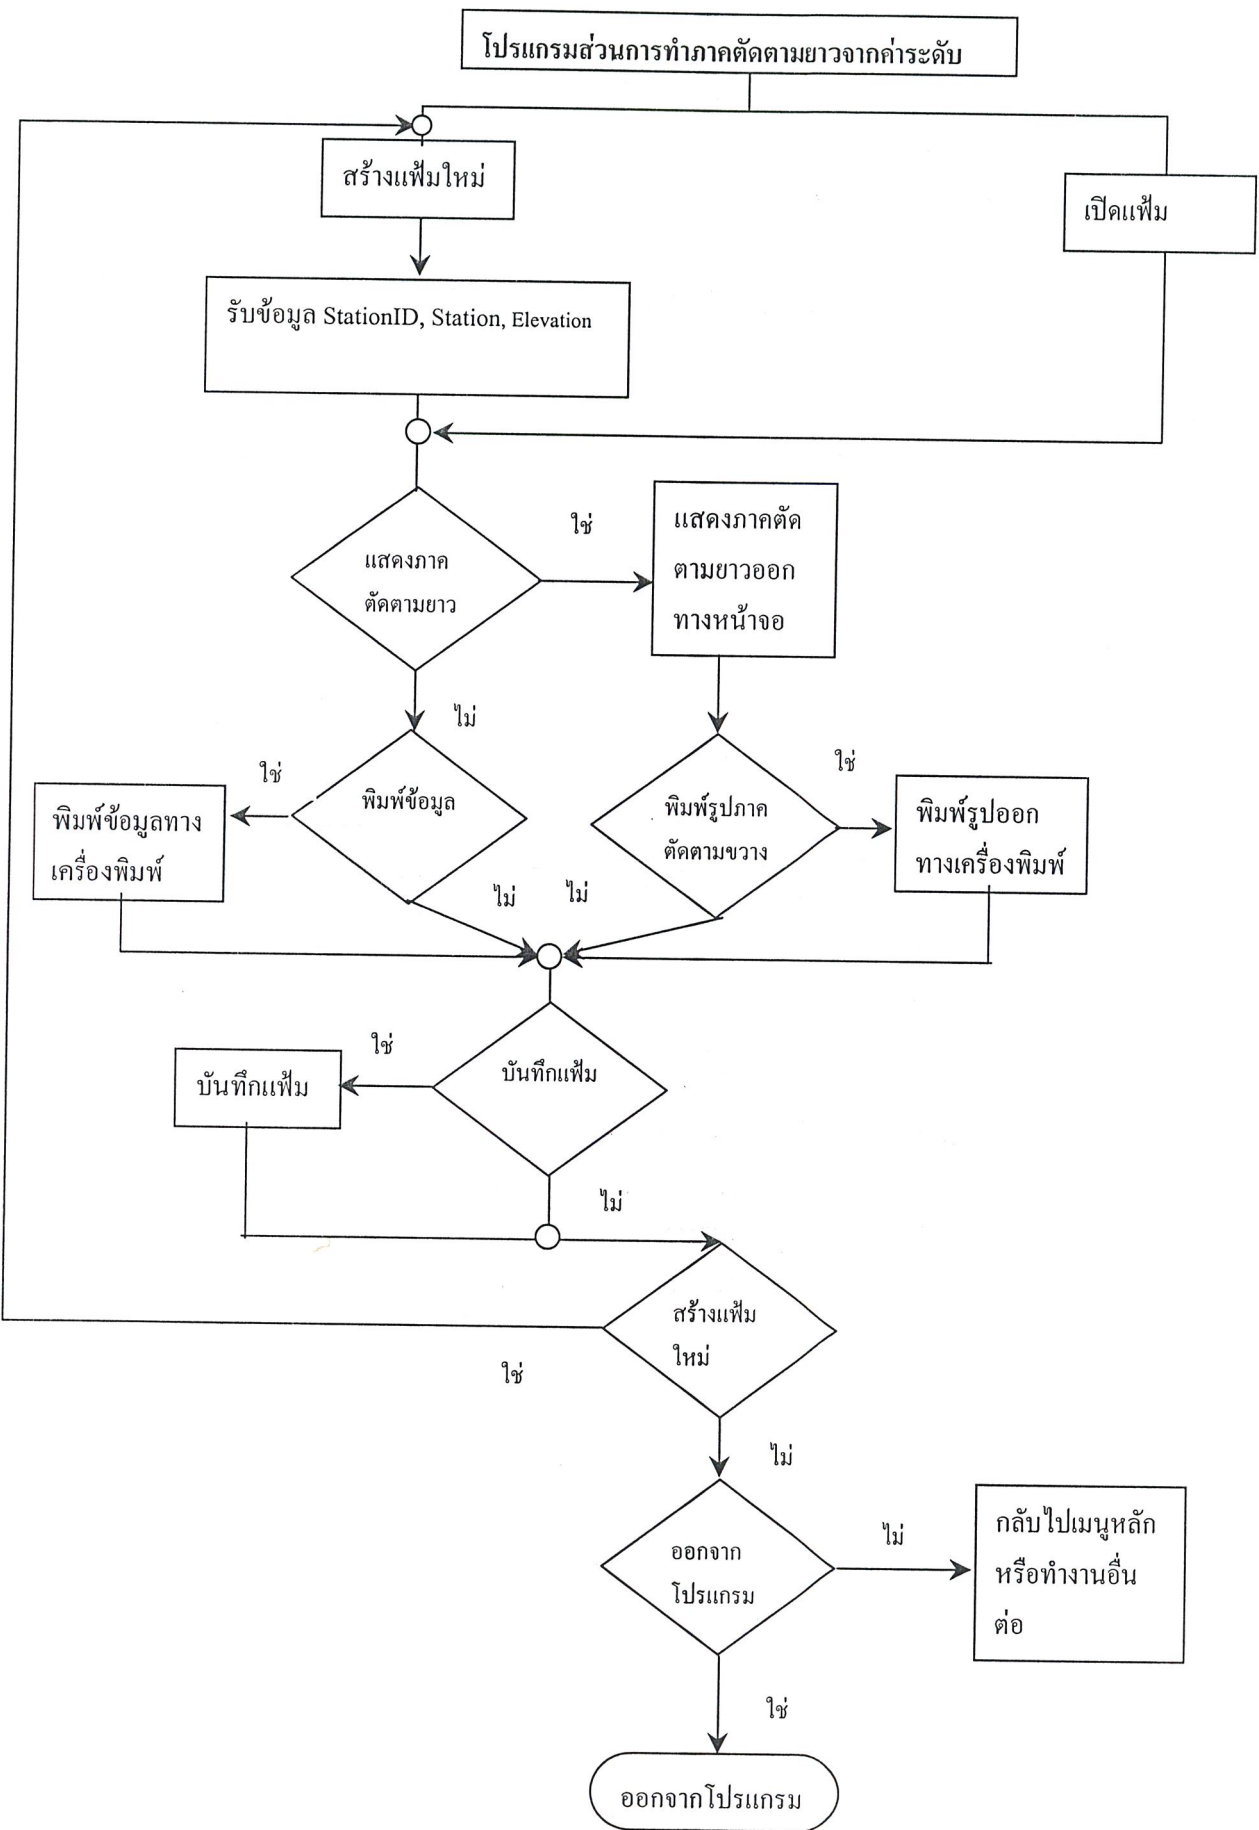 โปรแกรมส่วนการทำภาคตัดตามยาวจากค่าระดับ
สร้างแฟ้มใหม่
เปิดแฟ้ม
รับข้อมูล StationID, Station, Elevation
แสดงภาค
ตัดตามยาว
ใช่
แสดงภาคตัด
ตามยาวออก
ทางหน้าจอ
ไม่
ใช่
พิมพ์ข้อมูล
พิมพ์ข้อมูลทาง
เครื่องพิมพ์
ไม่
พิมพ์รูปภาค
ตัดตามขวาง
ใช่
พิมพ์รูปออก
ทางเครื่องพิมพ์
ไม่
บันทึกแฟ้ม
ใช่
บันทึกแฟ้ม
ไม่
สร้างแฟ้ม
ใหม่
ใช่
ไม่
ออกจาก
โปรแกรม
ไม่
กลับไปเมนูหลัก
หรือทำงานอื่น
ต่อ
ใช่
ออกจากโปรแกรม